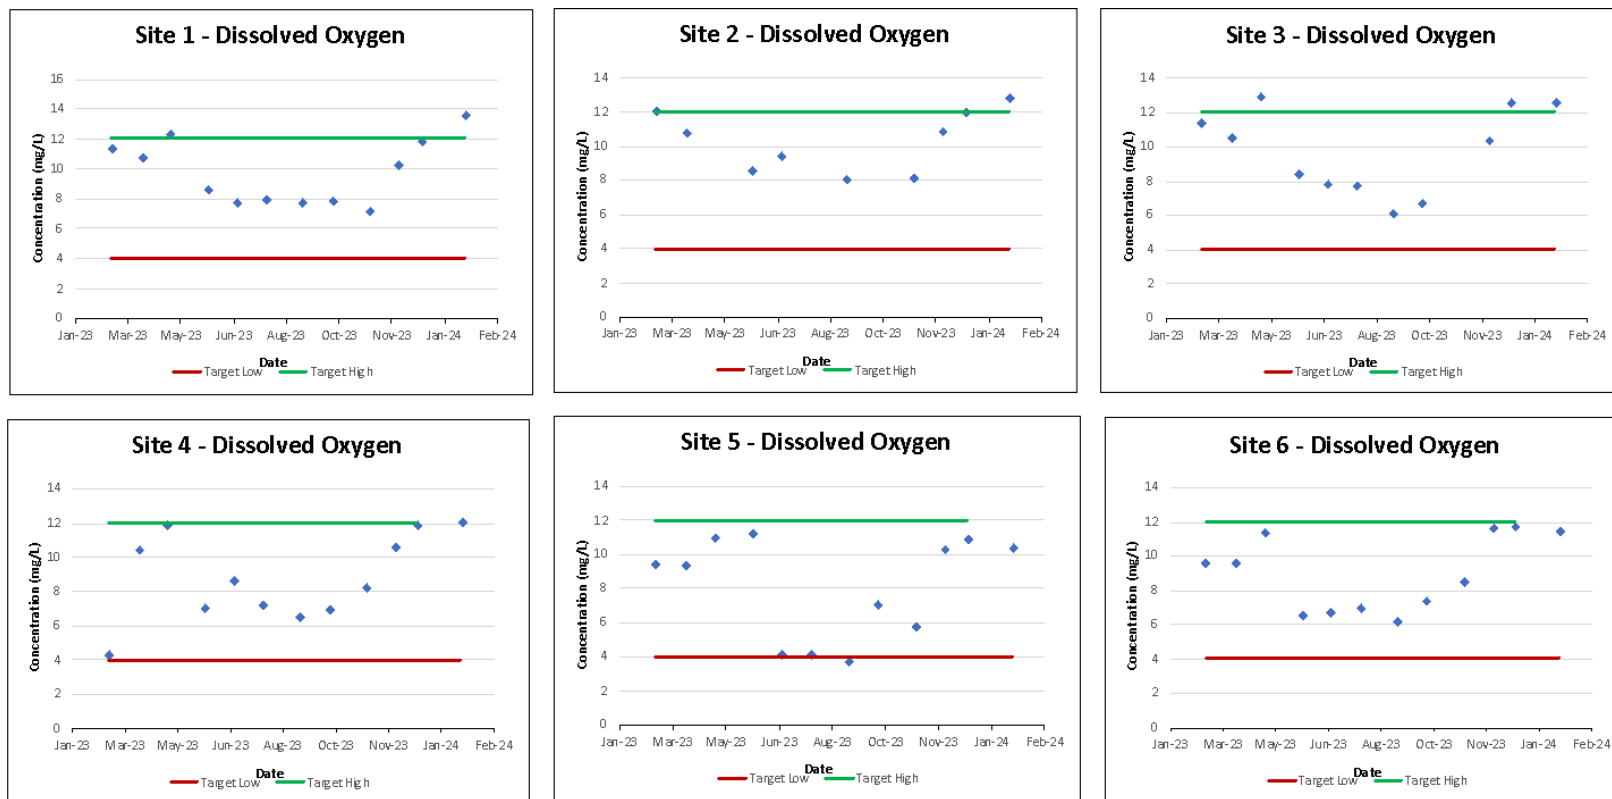 Site 1 - Dissolved Oxygen
Concentration (mg/L)
16
14
12
10
8
6
4
2
0
Jan-23 Mar-23 May-23 Jun-23 Aug-23 Oct-23 Nov-23 Jan-24 Feb-24
Date
Target Low Target High
Site 2 - Dissolved Oxygen
Concentration (mg/L)
14
12
10
8
6
4
2
0
Jan-23 Mar-23 May-23 Jun-23 Aug-23 Oct-23 Nov-23 Jan-24 Feb-24
Date
Target Low Target High
Site 3 - Dissolved Oxygen
Concentration (mg/L)
14
12
10
8
6
4
2
0
Jan-23 Mar-23 May-23 Jun-23 Aug-23 Oct-23 Nov-23 Jan-24 Feb-24
Date
Target Low Target High
Site 4 - Dissolved Oxygen
Concentration (mg/L)
14
12
10
8
6
4
2
0
Jan-23 Mar-23 May-23 Jun-23 Aug-23 Oct-23 Nov-23 Jan-24 Feb-24
Date
Target Low Target High
Site 5 - Dissolved Oxygen
Concentration (mg/L)
14
12
10
8
6
4
2
0
Jan-23 Mar-23 May-23 Jun-23 Aug-23 Oct-23 Nov-23 Jan-24 Feb-24
Date
Target Low Target High
Site 6 - Dissolved Oxygen
Concentration (mg/L)
14
12
10
8
6
4
2
0
Jan-23 Mar-23 May-23 Jun-23 Aug-23 Oct-23 Nov-23 Jan-24 Feb-24
Date
Target Low Target High